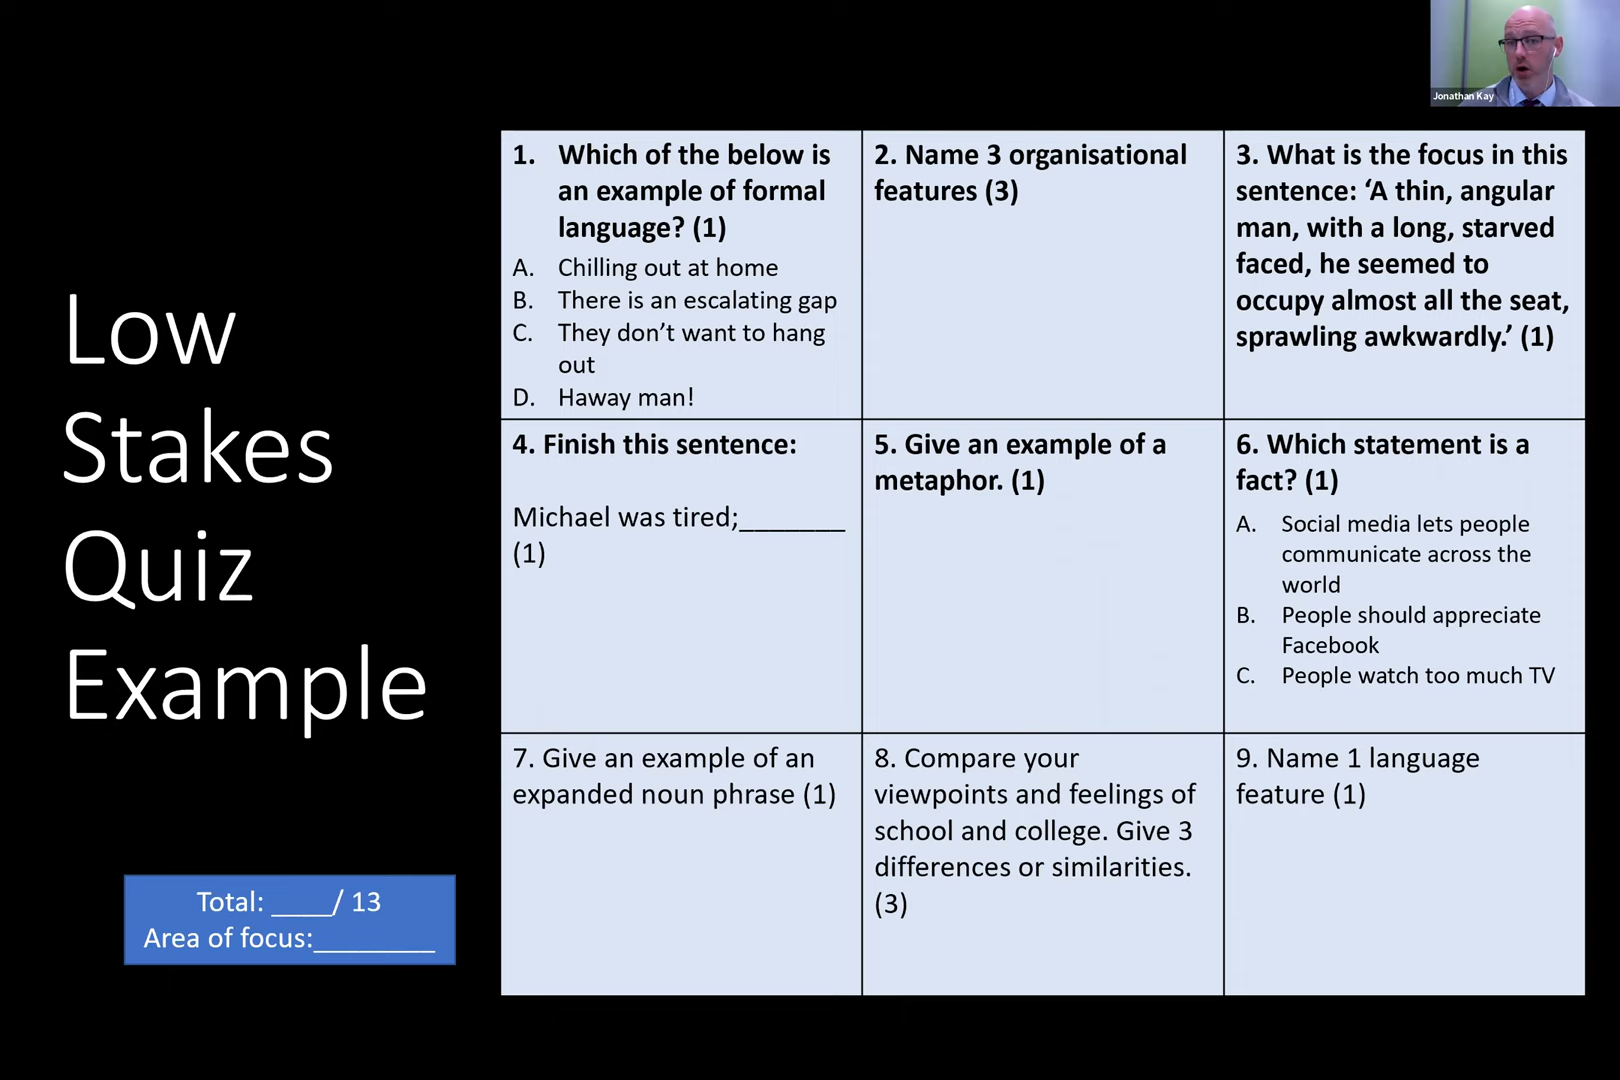 Jonathan Kay
Low
Stakes
Quiz
Example
Total: ____/ 13
Area of focus:________
1. Which of the below is
an example of formal
language? (1)
A. Chilling out at home
B. There is an escalating gap
C. They don’t want to hang
out
D. Haway man!
2. Name 3 organisational
features (3)
3. What is the focus in this
sentence: ‘A thin, angular
man, with a long, starved
faced, he seemed to
occupy almost all the seat,
sprawling awkwardly.’ (1)
4. Finish this sentence:
Michael was tired;_______
(1)
5. Give an example of a
metaphor. (1)
6. Which statement is a
fact? (1)
A. Social media lets people
communicate across the
world
B. People should appreciate
Facebook
C. People watch too much TV
7. Give an example of an
expanded noun phrase (1)
8. Compare your
viewpoints and feelings of
school and college. Give 3
differences or similarities.
(3)
9. Name 1 language
feature (1)